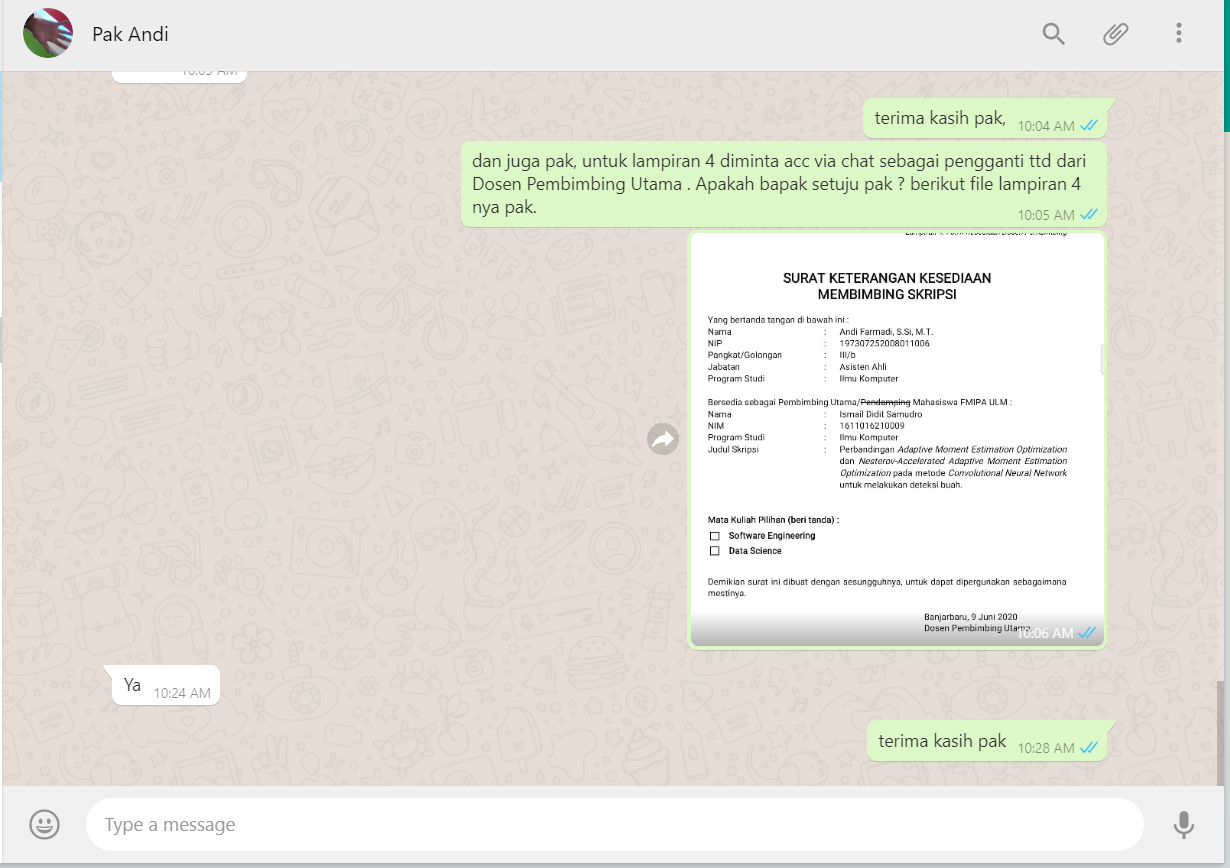 Pak Andi
10:03 AM
terima kasih pak,
10:04 AM
dan juga pak, untuk lampiran 4 diminta acc via chat sebagai pengganti ttd dari
Dosen Pembimbing Utama . Apakah bapak setuju pak ? berikut file lampiran 4
nya pak.
10:05 AM
SURAT KETERANGAN KESEDIAAN
MEMBIMBING SKRIPSI
Yang bertanda tangan di bawah ini :
Nama : Andi Farmadi, S.Si, M.T.
NIP : 197307252008011006
Pangkat/Golongan : III/b
Jabatan : Asisten Ahli
Program Studi : Ilmu Komputer
Bersedia sebagai Pembimbing Utama/Pendamping Mahasiswa FMIPA ULM :
Nama : Ismail Didit Samudro
NIM : 1611016210009
Program Studi : Ilmu Komputer
Judul Skripsi : Perbandingan Adaptive Moment Estimation Optimization
dan Nesterov-Accelerated Adaptive Moment Estimation
Optimization pada metode Convolutional Neural Network
untuk melakukan deteksi buah.
Mata Kuliah Pilihan (beri tanda) :
Software Engineering
Data Science
Demikian surat ini dibuat dengan sesungguhnya, untuk dapat dipergunakan sebagaimana
mestinya.
Banjarbaru, 9 Juni 2020
Dosen Pembimbing Utama,
10:06 AM
Ya
10:24 AM
terima kasih pak
10:28 AM
Type a message